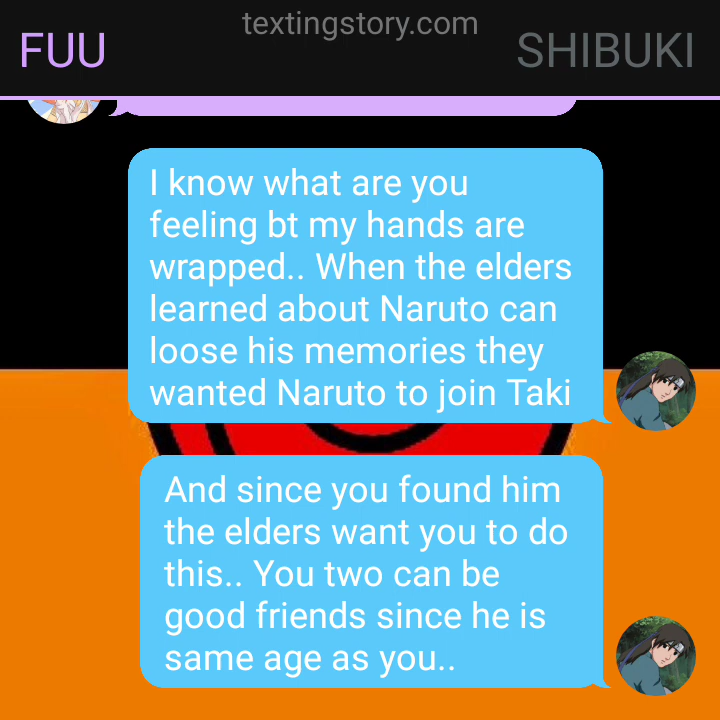 textingstory.com
FUU
SHIBUKI
I know what are you
feeling bt my hands are
wrapped.. When the elders
learned about Naruto can
loose his memories they
wanted Naruto to join Taki
And since you found him
the elders want you to do
this.. You two can be
good friends since he is
same age as you..